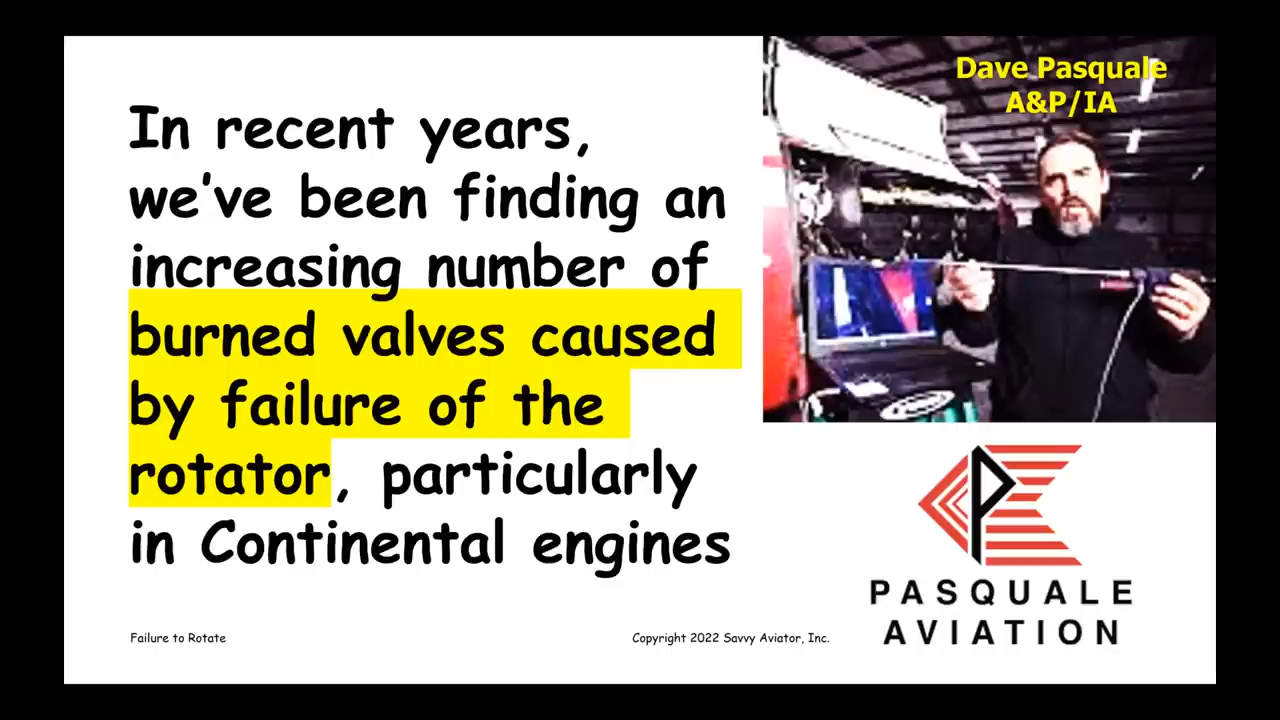 In recent years,
we've been finding an
increasing number of
burned valves caused
by failure of the
rotator, particularly
in Continental engines
Dave Pasquale
A&P/IA
PASQUALE
AVIATION
Failure to Rotate
Copyright 2022 Savvy Aviator, Inc.